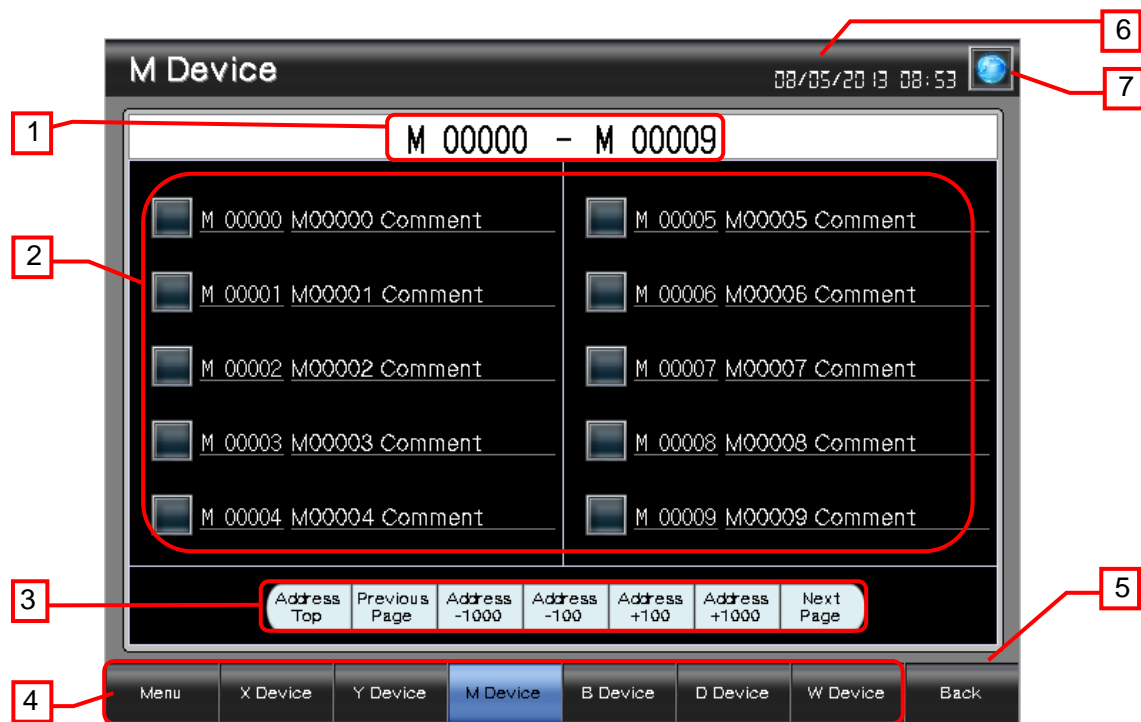 6
M Device
08/05/2013 08:53
7
1
M 00000 - M 00009
2
M 00000 M00000 Comment
M 00005 M00005 Comment
M 00001 M00001 Comment
M 00006 M00006 Comment
M 00002 M00002 Comment
M 00007 M00007 Comment
M 00003 M00003 Comment
M 00008 M00008 Comment
M 00004 M00004 Comment
M 00009 M00009 Comment
3
Address Top
Previous Page
Address -1000
Address -100
Address +100
Address +1000
Next Page
5
4
Menu
X Device
Y Device
M Device
B Device
D Device
W Device
Back